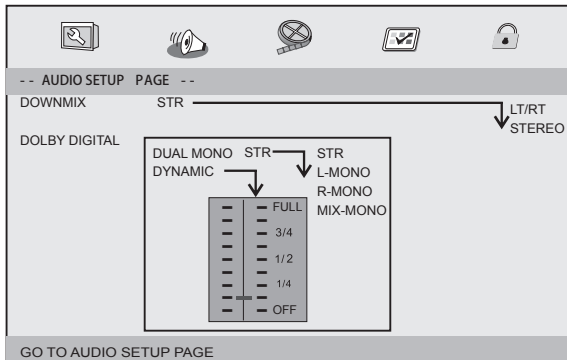 -- AUDIO SETUP PAGE --
DOWNMIX STR LT/RT
STEREO
DOLBY DIGITAL
DUAL MONO STR STR
DYNAMIC L-MONO
R-MONO
FULL MIX-MONO
3/4
1/2
1/4
OFF
GO TO AUDIO SETUP PAGE